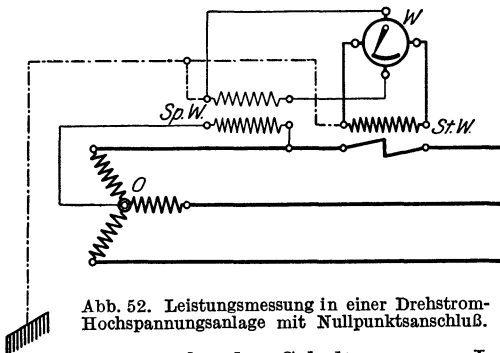 W
Sp.W.
St.W.
O
Abb. 52. Leistungsmessung in einer Drehstrom-
Hochspannungsanlage mit Nullpunktsanschluß.